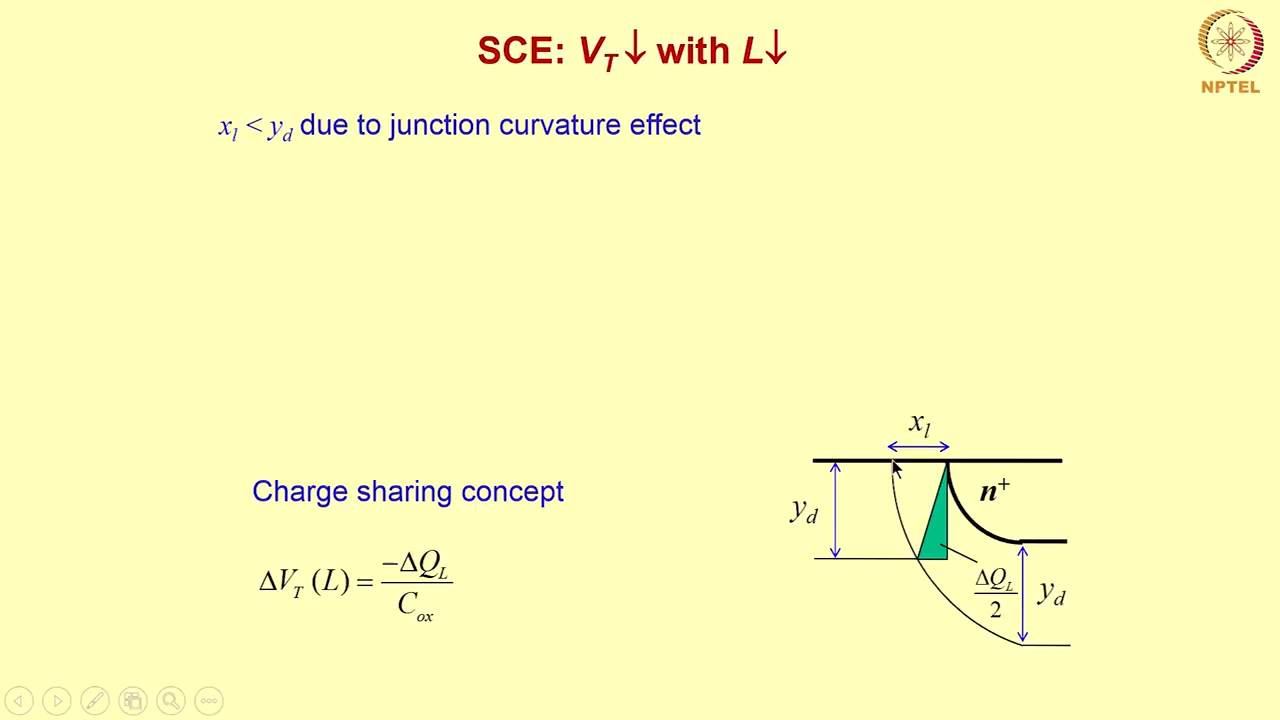 SCE: V_T ↓ with L↓
NPTEL
x_l < y_d due to junction curvature effect
x_l
Charge sharing concept
n⁺
y_d
ΔV_T (L) = −ΔQ_L / C_ox
ΔQ_L / 2
y_d